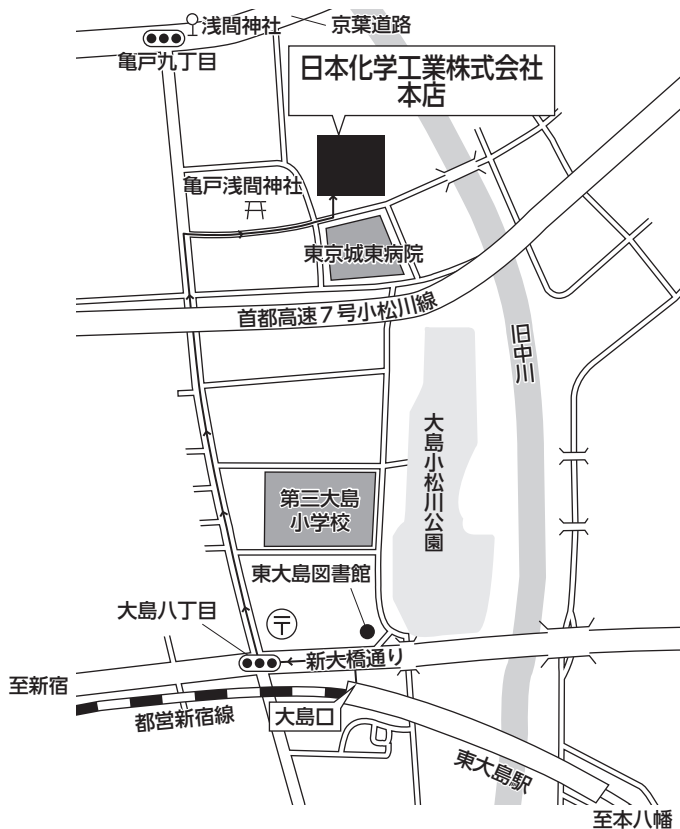 浅間神社
京葉道路
亀戸九丁目
日本化学工業株式会社
本店
亀戸浅間神社
東京城東病院
首都高速7号小松川線
旧中川
大島小松川公園
第三大島
小学校
東大島図書館
大島八丁目
〒
新大橋通り
至新宿
都営新宿線
大島口
東大島駅
至本八幡